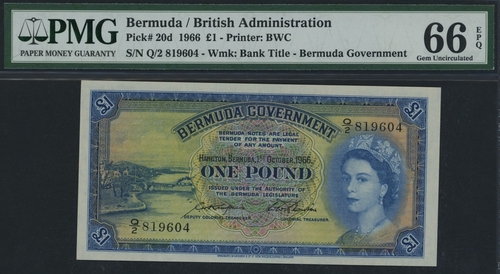 PMG
PAPER MONEY GUARANTY
Bermuda / British Administration
Pick# 20d 1966 £1 - Printer: BWC
S/N Q/2 819604 - Wmk: Bank Title - Bermuda Government
66 EPQ
Gem Uncirculated
£1
£1
BERMUDA GOVERNMENT
BERMUDA NOTES ARE LEGAL
TENDER FOR THE PAYMENT
OF ANY AMOUNT.
Q/2 819604
HAMILTON, BERMUDA, 1ST OCTOBER, 1966.
ONE POUND
ISSUED UNDER THE AUTHORITY OF
THE BERMUDA LEGISLATURE
DEPUTY COLONIAL TREASURER
COLONIAL TREASURER
Q/2 819604
£1
£1